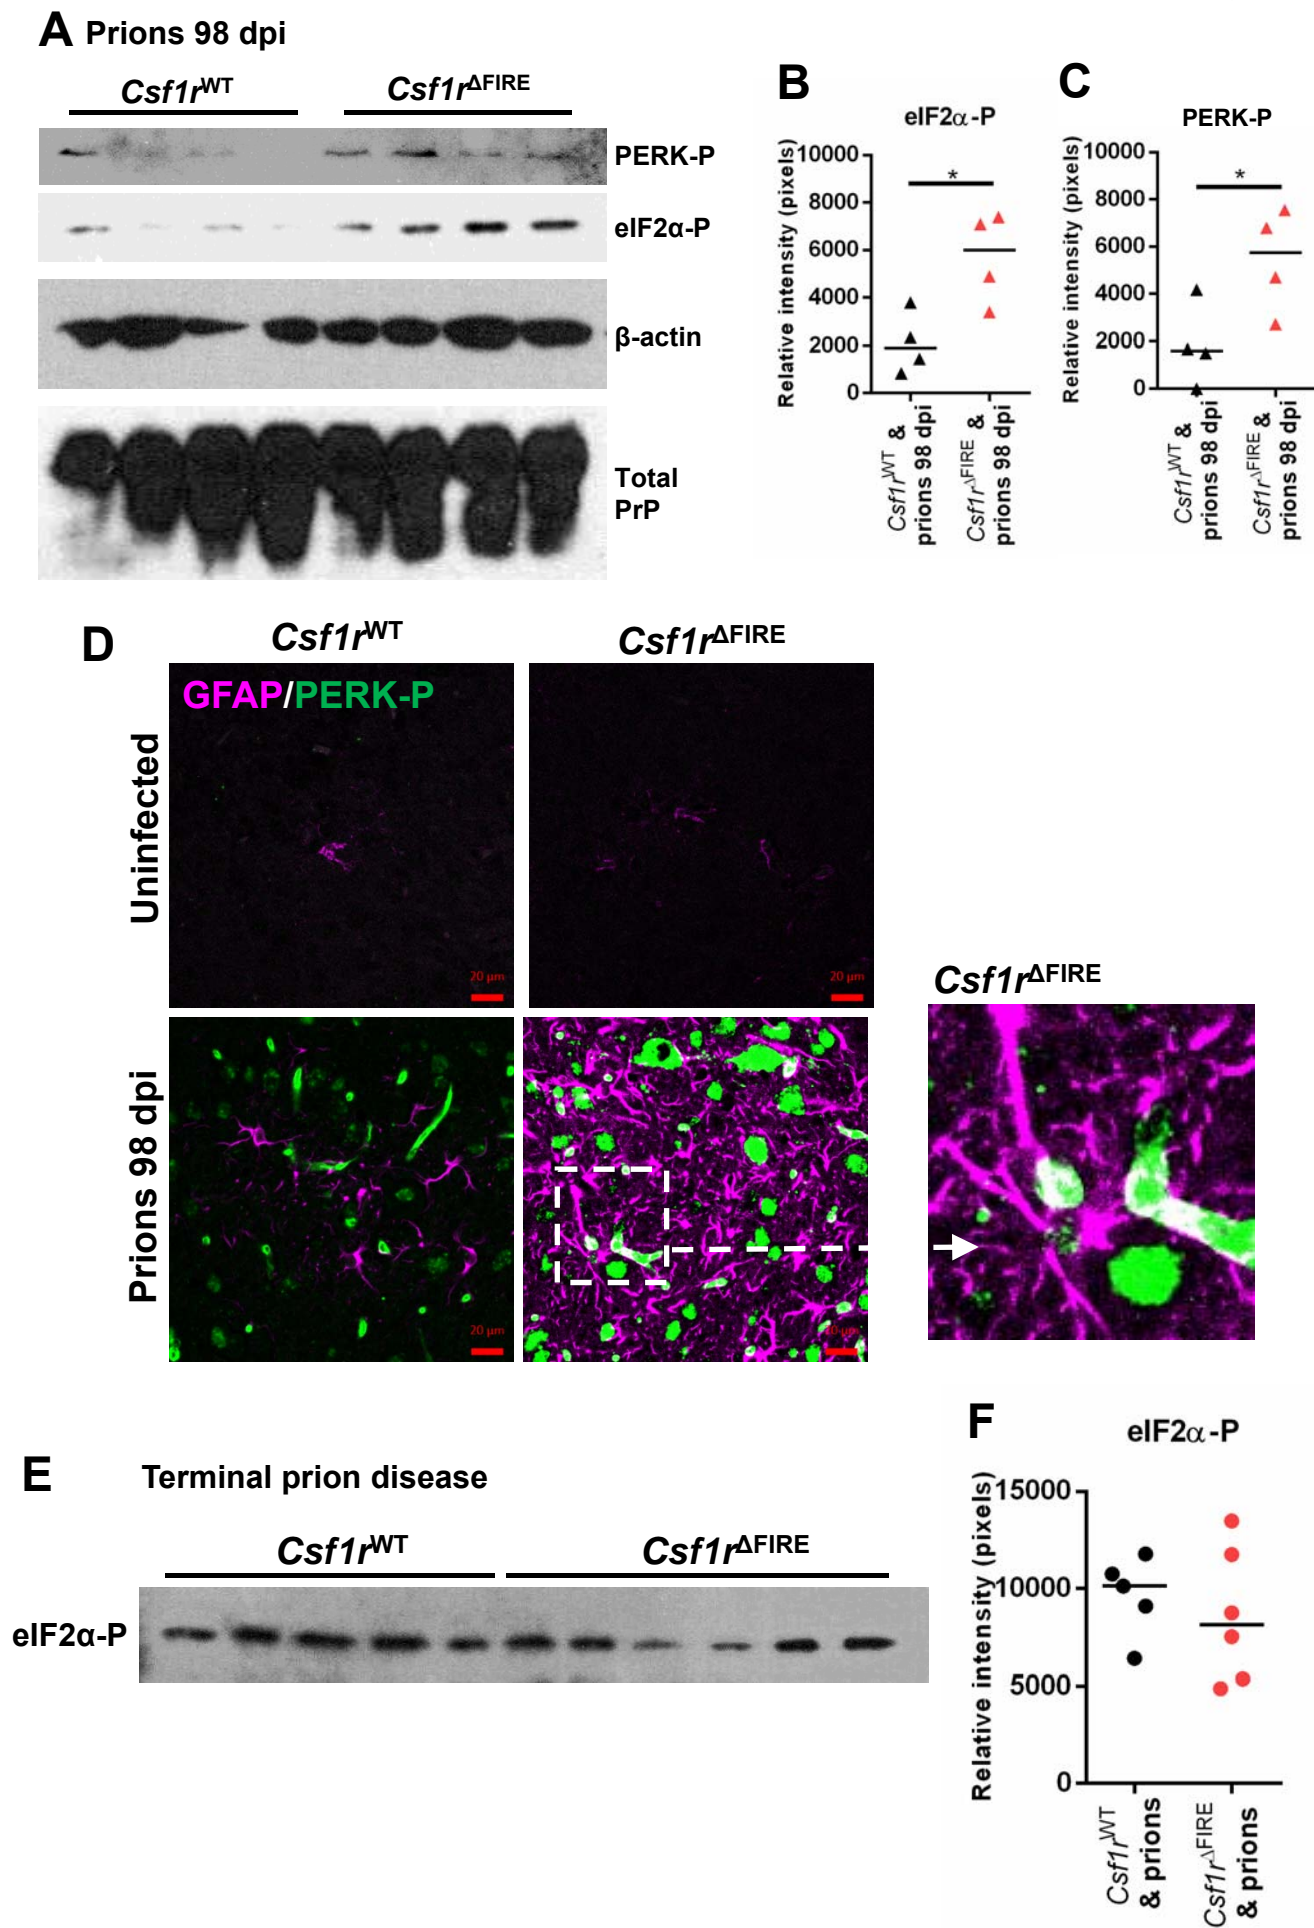 A Prions 98 dpi
Csf1rWT
Csf1rΔFIRE
PERK-P
eIF2α-P
β-actin
Total
PrP
B
eIF2α-P
Relative intensity (pixels)
10000
8000
6000
4000
2000
0
*
Csf1rWT &
prions 98 dpi
Csf1rΔFIRE &
prions 98 dpi
C
PERK-P
Relative intensity (pixels)
10000
8000
6000
4000
2000
0
*
Csf1rWT &
prions 98 dpi
Csf1rΔFIRE &
prions 98 dpi
D
Csf1rWT
Csf1rΔFIRE
GFAP/PERK-P
Uninfected
20 μm
20 μm
Prions 98 dpi
20 μm
20 μm
Csf1rΔFIRE
E
Terminal prion disease
Csf1rWT
Csf1rΔFIRE
eIF2α-P
F
eIF2α-P
Relative intensity (pixels)
15000
10000
5000
0
Csf1rWT
& prions
Csf1rΔFIRE
& prions